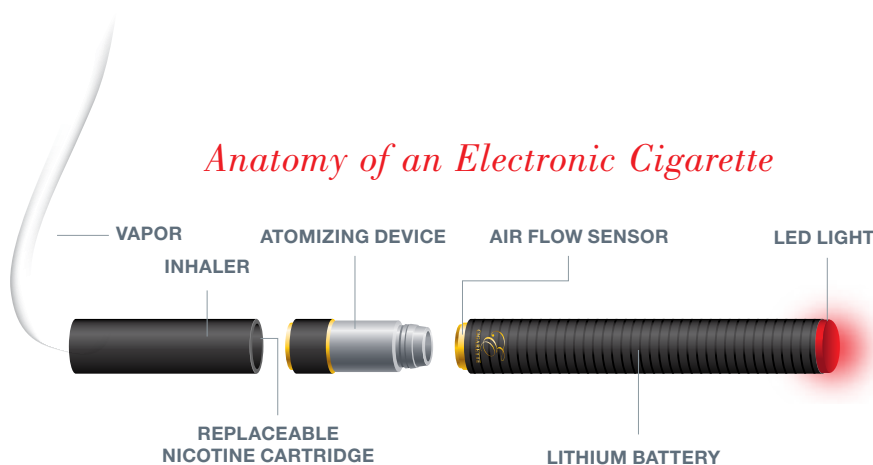 Anatomy of an Electronic Cigarette
VAPOR
ATOMIZING DEVICE
AIR FLOW SENSOR
LED LIGHT
INHALER
REPLACEABLE
NICOTINE CARTRIDGE
LITHIUM BATTERY